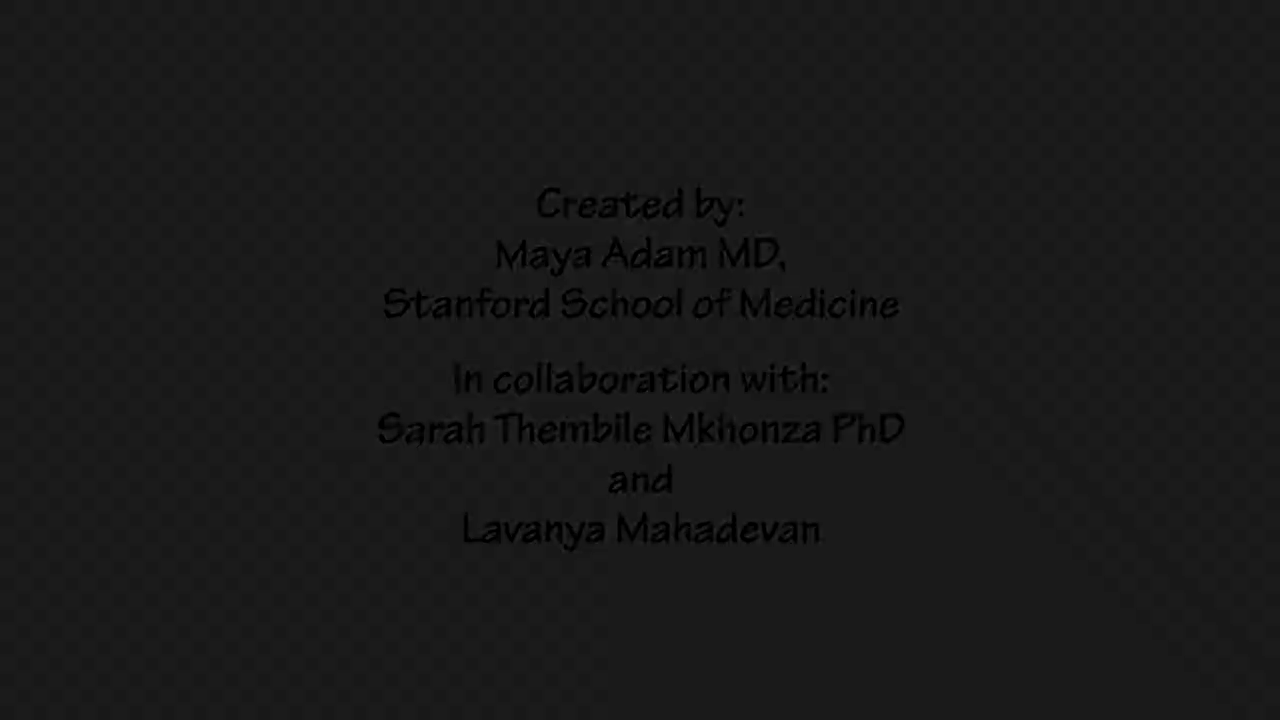 Created by:
Maya Adam MD,
Stanford School of Medicine
In collaboration with:
Sarah Thembile Mkhonza PhD
and
Lavanya Mahadevan